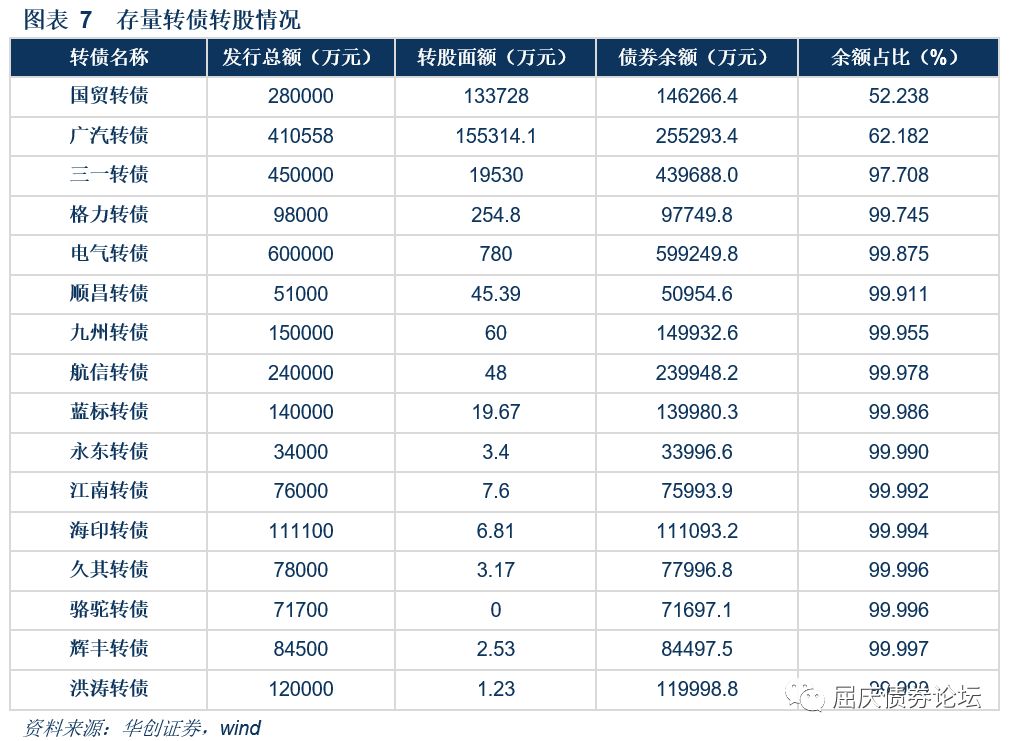 图表 7 存量转债转股情况
转债名称 发行总额（万元） 转股面额（万元） 债券余额（万元） 余额占比（%）
国贸转债 280000 133728 146266.4 52.238
广汽转债 410558 155314.1 255293.4 62.182
三一转债 450000 19530 439688.0 97.708
格力转债 98000 254.8 97749.8 99.745
电气转债 600000 780 599249.8 99.875
顺昌转债 51000 45.39 50954.6 99.911
九州转债 150000 60 149932.6 99.955
航信转债 240000 48 239948.2 99.978
蓝标转债 140000 19.67 139980.3 99.986
永东转债 34000 3.4 33996.6 99.990
江南转债 76000 7.6 75993.9 99.992
海印转债 111100 6.81 111093.2 99.994
久其转债 78000 3.17 77996.8 99.996
骆驼转债 71700 0 71697.1 99.996
辉丰转债 84500 2.53 84497.5 99.997
洪涛转债 120000 1.23 119998.8
屈庆债券论坛
资料来源：华创证券，wind